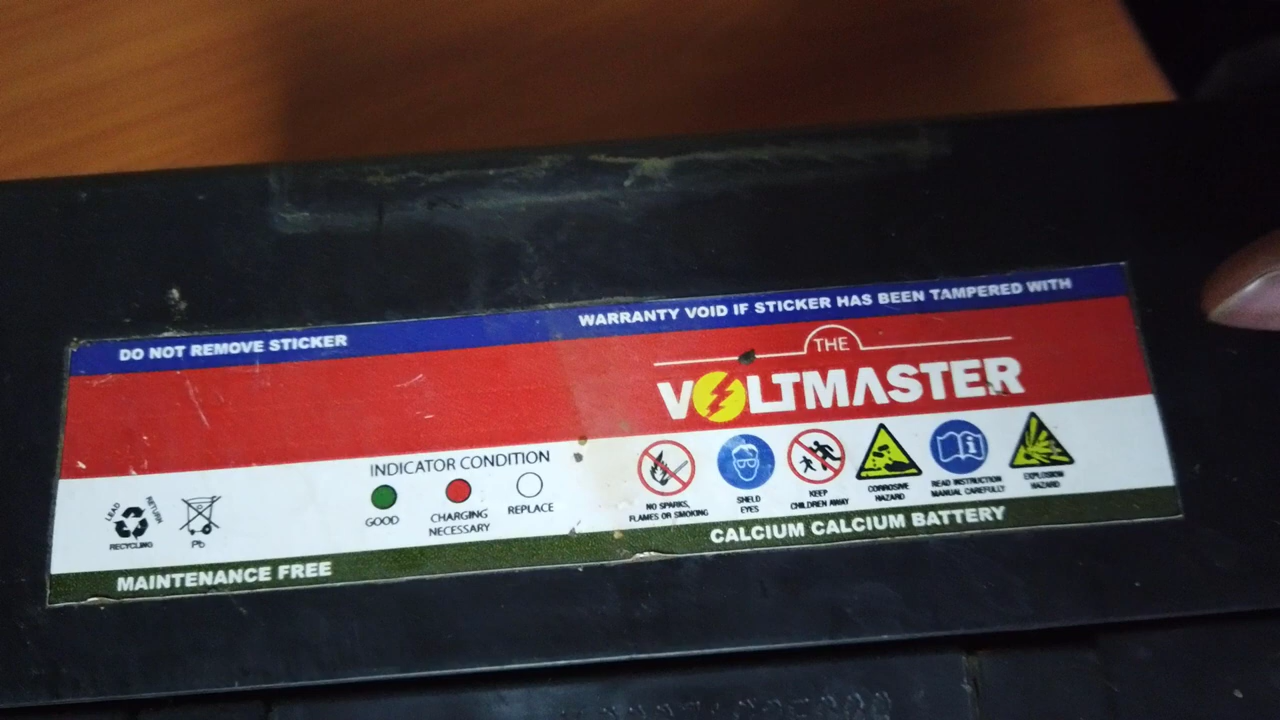 DO NOT REMOVE STICKER
WARRANTY VOID IF STICKER HAS BEEN TAMPERED WITH
THE
VOLTMASTER
INDICATOR CONDITION
GOOD
CHARGING
NECESSARY
REPLACE
LEAD
RETURN
RECYCLING
Pb
NO SPARKS,
FLAMES OR SMOKING
SHIELD
EYES
KEEP
CHILDREN AWAY
CORROSIVE
HAZARD
READ INSTRUCTION
MANUAL CAREFULLY
EXPLOSION
HAZARD
MAINTENANCE FREE
CALCIUM CALCIUM BATTERY